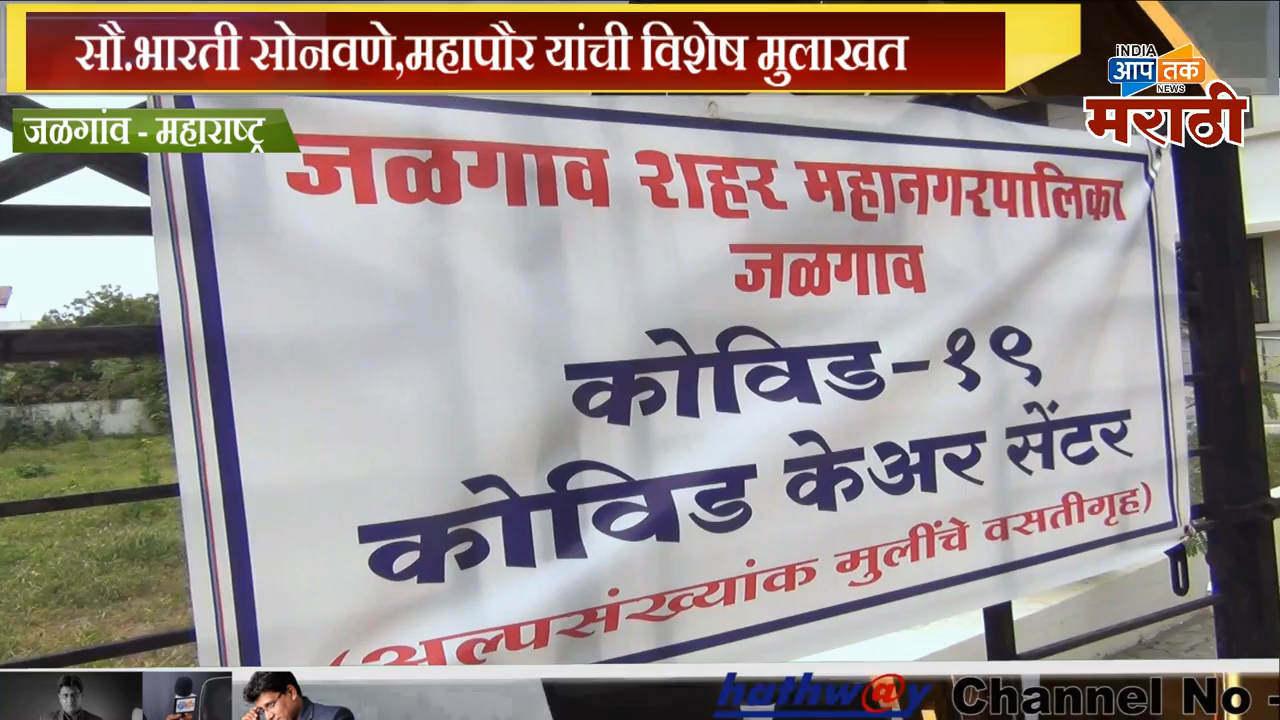 सौ.भारती सोनवणे,महापौर यांची विशेष मुलाखत
INDIA
आप तक
NEWS
मराठी
जळगांव - महाराष्ट्र
जळगाव शहर महानगरपालिका
जळगाव
कोविड-१९
कोविड केअर सेंटर
(अल्पसंख्यांक मुलींचे वसतीगृह)
hathw@y Channel No -